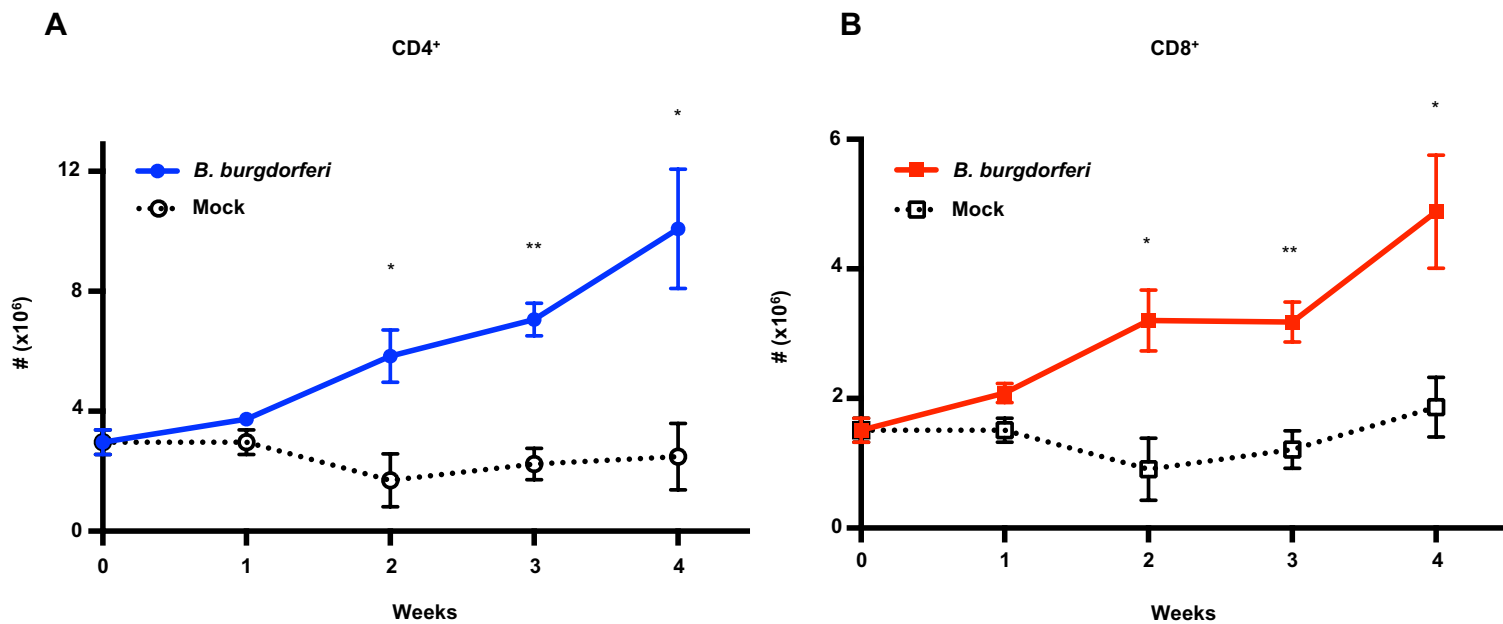 A
CD4⁺
* 
**
*
B. burgdorferi
Mock
12
8
4
0
# (x10⁶)
0 1 2 3 4
Weeks
B
CD8⁺
*
**
*
B. burgdorferi
Mock
6
4
2
0
# (x10⁶)
0 1 2 3 4
Weeks